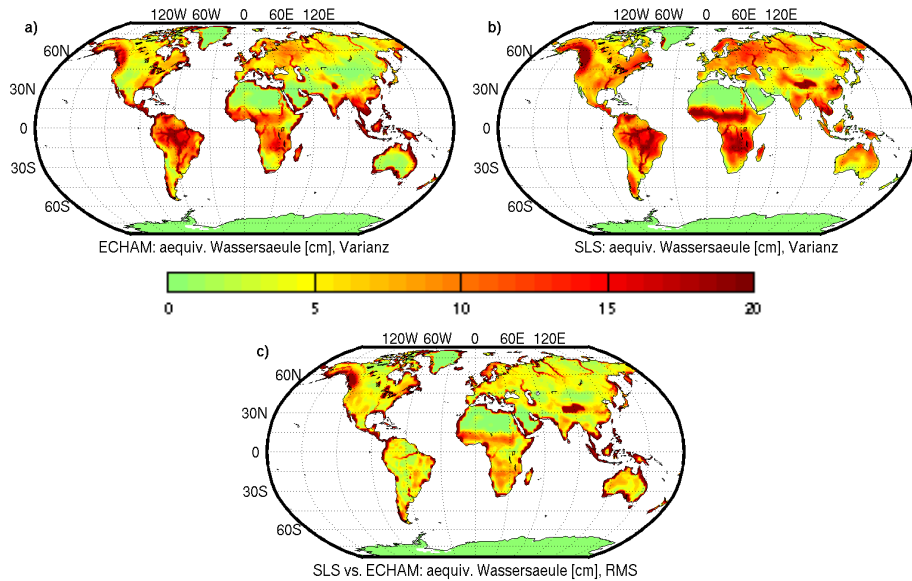 a)
120W 60W 0 60E 120E
60N
30N
0
30S
60S
ECHAM: aequiv. Wassersaeule [cm], Varianz
b)
120W 60W 0 60E 120E
60N
30N
0
30S
60S
SLS: aequiv. Wassersaeule [cm], Varianz
0 5 10 15 20
c)
120W 60W 0 60E 120E
60N
30N
0
30S
60S
SLS vs. ECHAM: aequiv. Wassersaeule [cm], RMS